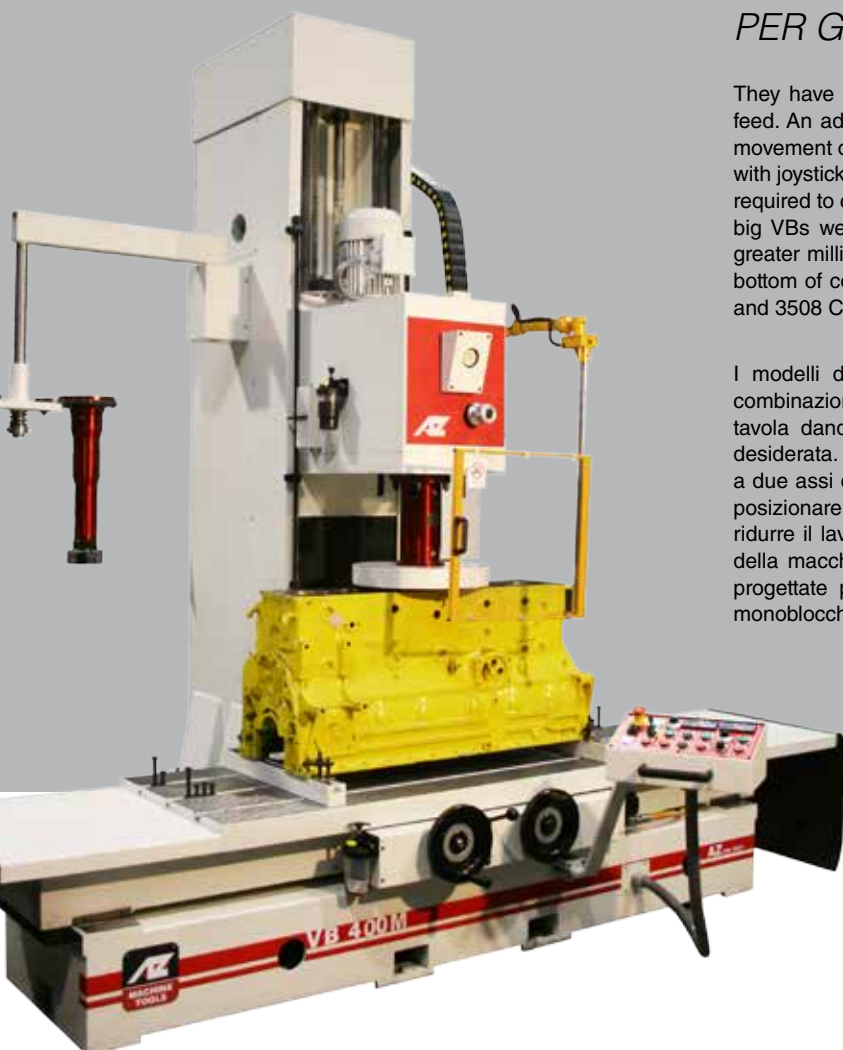 PER G
They have
feed. An ad
movement o
with joystick
required to c
big VBs we
greater milli
bottom of co
and 3508 C
I modelli d
combinazion
tavola dand
desiderata.
a due assi c
posizionare
ridurre il lav
della macch
progettate p
monoblocch
AZ
AZ
VB 400M
AZ
MACHINE
TOOLS